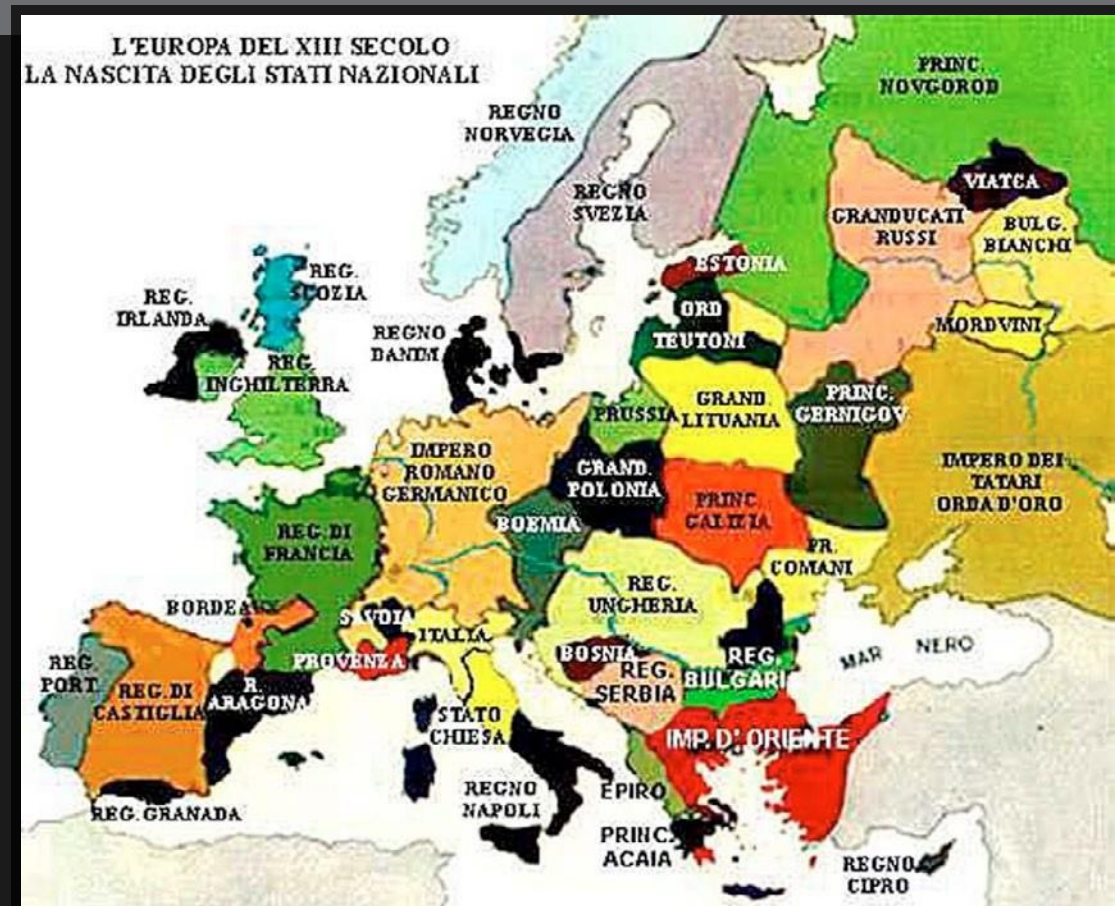 L'EUROPA DEL XIII SECOLO
LA NASCITA DEGLI STATI NAZIONALI
PRINC.
NOVGOROD
REGNO
NORVEGIA
REGNO
SVEZIA
VIATCA
GRANDUCATI
RUSSI
BULG.
BIANCHI
ESTONIA
REG.
SCOZIA
REG.
IRLANDA
ORD
TEUTONI
MORDVINI
REGNO
DANIM
REG.
INGHILTERRA
PRINC.
GERNIGOV
GRAND.
LITUANIA
PRUSSIA
IMPERO
ROMANO
GERMANICO
GRAND.
POLONIA
IMPERO DEI
TATARI
ORDA D'ORO
PRINC.
GALIZIA
BOEMIA
REG. DI
FRANCIA
PR.
COMANI
REG.
UNGHERIA
BORDEAUX
SAVOIA
ITALIA
PROVENZA
BOSNIA
REG.
SERBIA
REG.
BULGARI
MAR NERO
REG.
PORT.
REG. DI
CASTIGLIA
R.
ARAGONA
STATO
CHIESA
IMP. D' ORIENTE
REGNO
NAPOLI
EPIRO
REG. GRANADA
PRINC.
ACAIA
REGNO
CIPRO